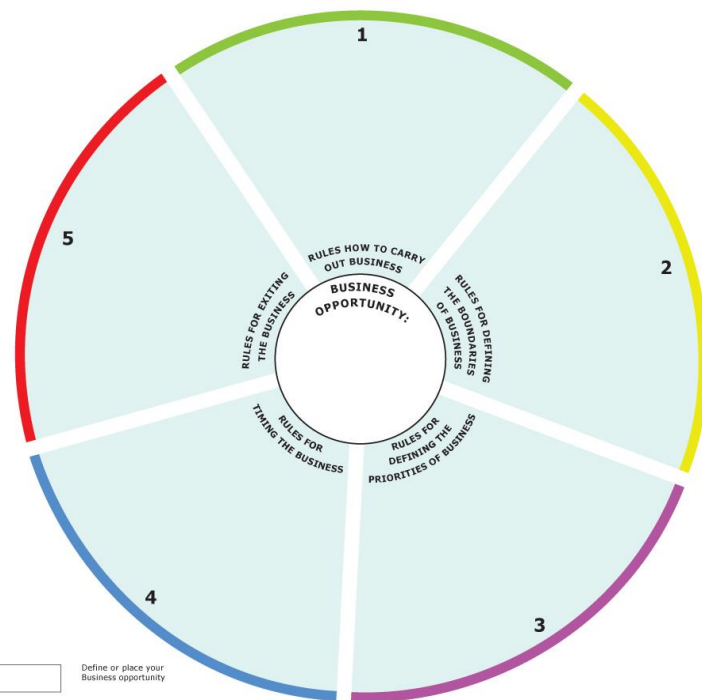 1
2
3
4
5
RULES HOW TO CARRY
OUT BUSINESS
RULES FOR DEFINING
THE BOUNDARIES
OF BUSINESS
RULES FOR
DEFINING THE
PRIORITIES OF BUSINESS
RULES FOR
TIMING THE BUSINESS
RULES FOR EXITING
THE BUSINESS
BUSINESS
OPPORTUNITY:
Define or place your
Business opportunity